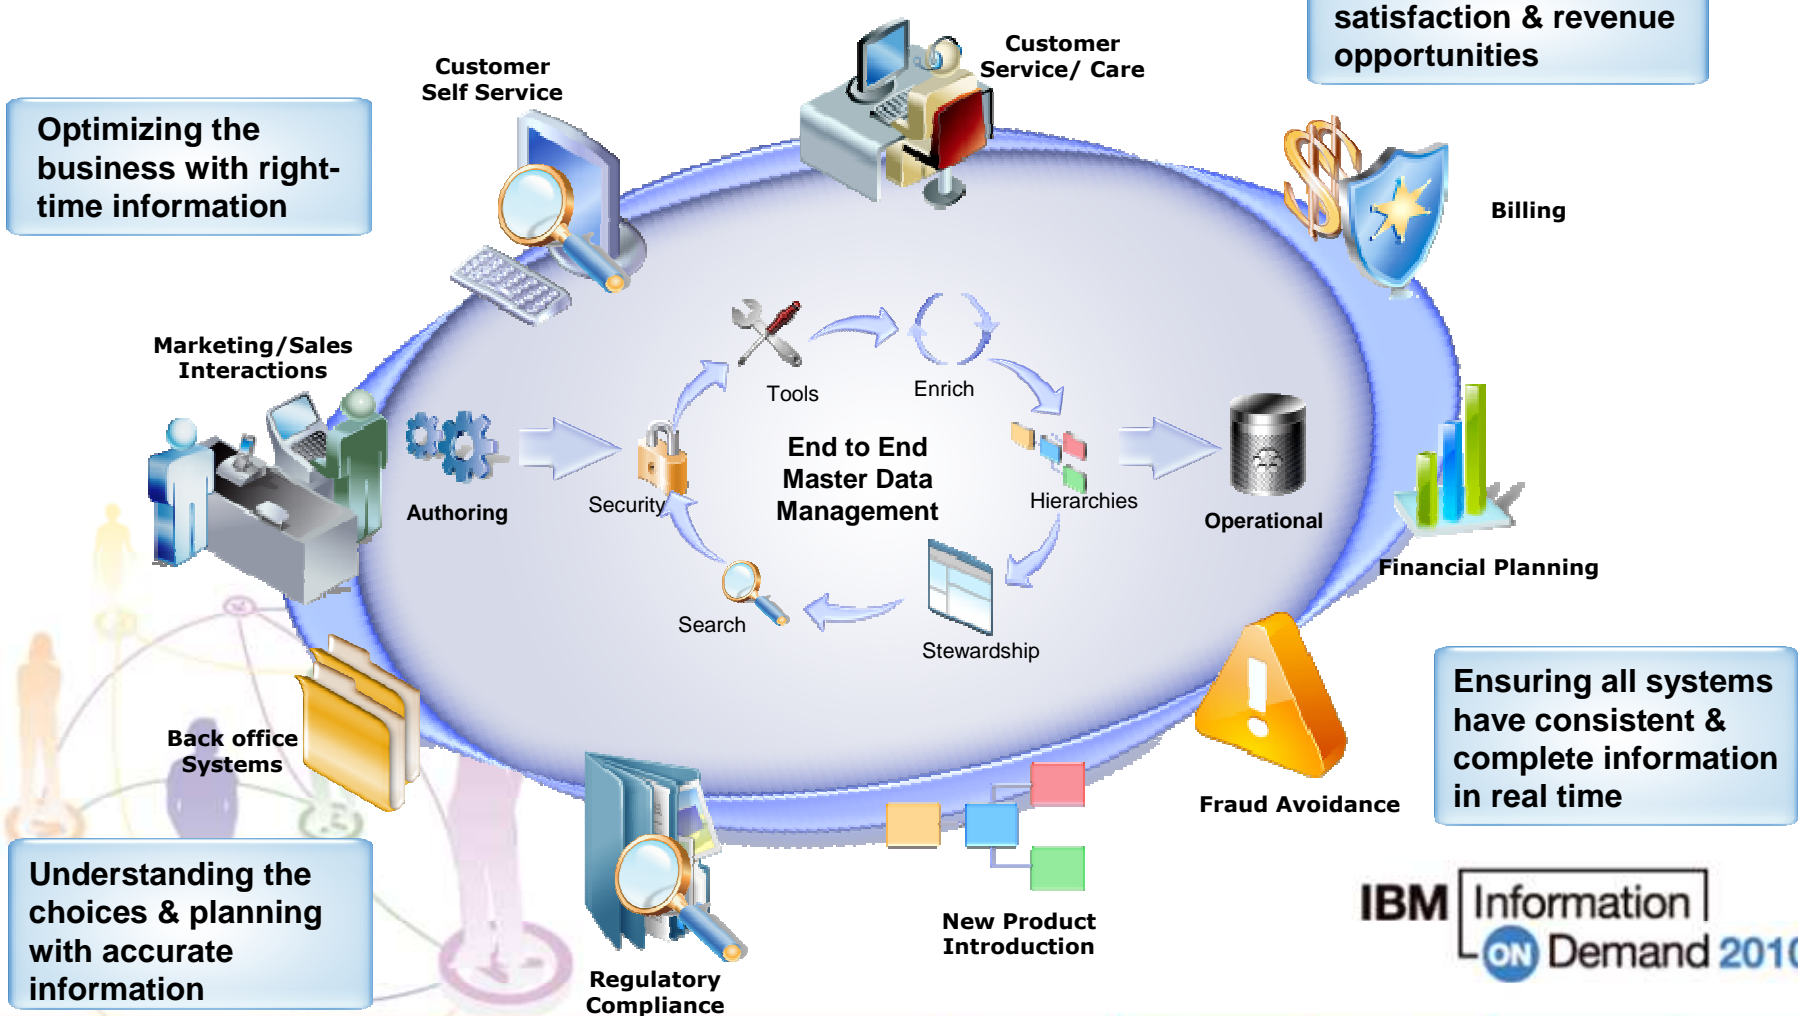 satisfaction & revenue
opportunities
Customer
Service/ Care
Customer
Self Service
Optimizing the
business with right-
time information
Billing
Marketing/Sales
Interactions
Tools
Enrich
End to End
Master Data
Management
Security
Hierarchies
Authoring
Operational
Financial Planning
Search
Stewardship
Back office
Systems
Ensuring all systems
have consistent &
complete information
in real time
Fraud Avoidance
Understanding the
choices & planning
with accurate
information
New Product
Introduction
Regulatory
Compliance
IBM Information
ON Demand 2010